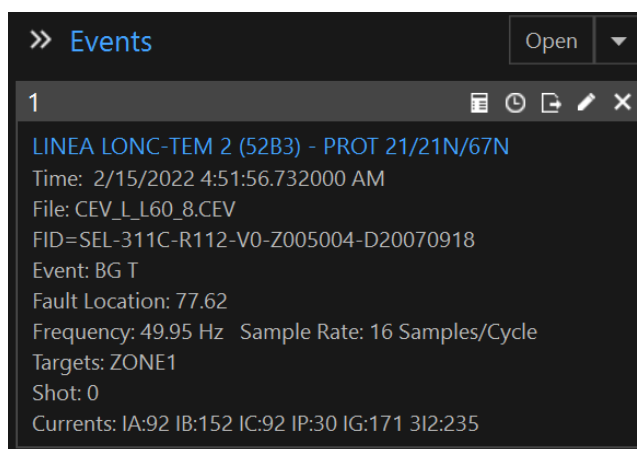 Events
Open
1
LINEA LONC-TEM 2 (52B3) - PROT 21/21N/67N
Time:  2/15/2022 4:51:56.732000 AM
File: CEV_L_L60_8.CEV
FID=SEL-311C-R112-V0-Z005004-D20070918
Event: BG T
Fault Location: 77.62
Frequency: 49.95 Hz   Sample Rate: 16 Samples/Cycle
Targets: ZONE1
Shot: 0
Currents: IA:92 IB:152 IC:92 IP:30 IG:171 3I2:235